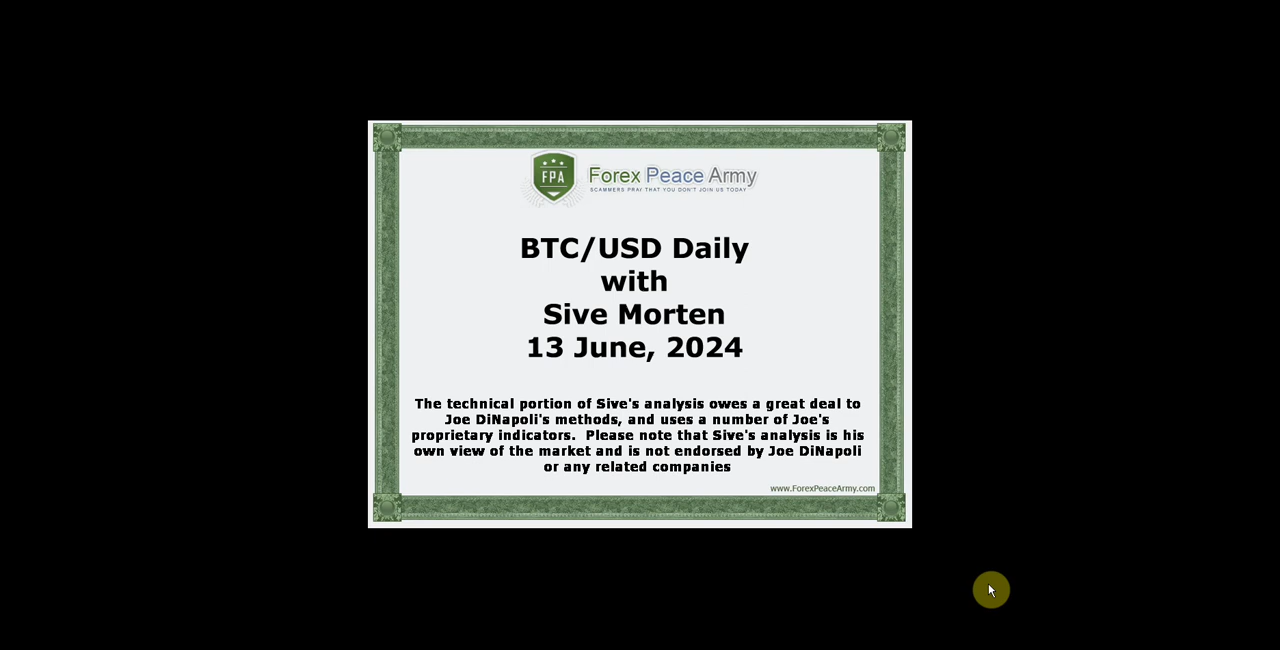 FPA
Forex Peace Army
SCAMMERS PRAY THAT YOU DON'T JOIN US TODAY
BTC/USD Daily
with
Sive Morten
13 June, 2024
The technical portion of Sive's analysis owes a great deal to
Joe DiNapoli's methods, and uses a number of Joe's
proprietary indicators.  Please note that Sive's analysis is his
own view of the market and is not endorsed by Joe DiNapoli
or any related companies
www.ForexPeaceArmy.com